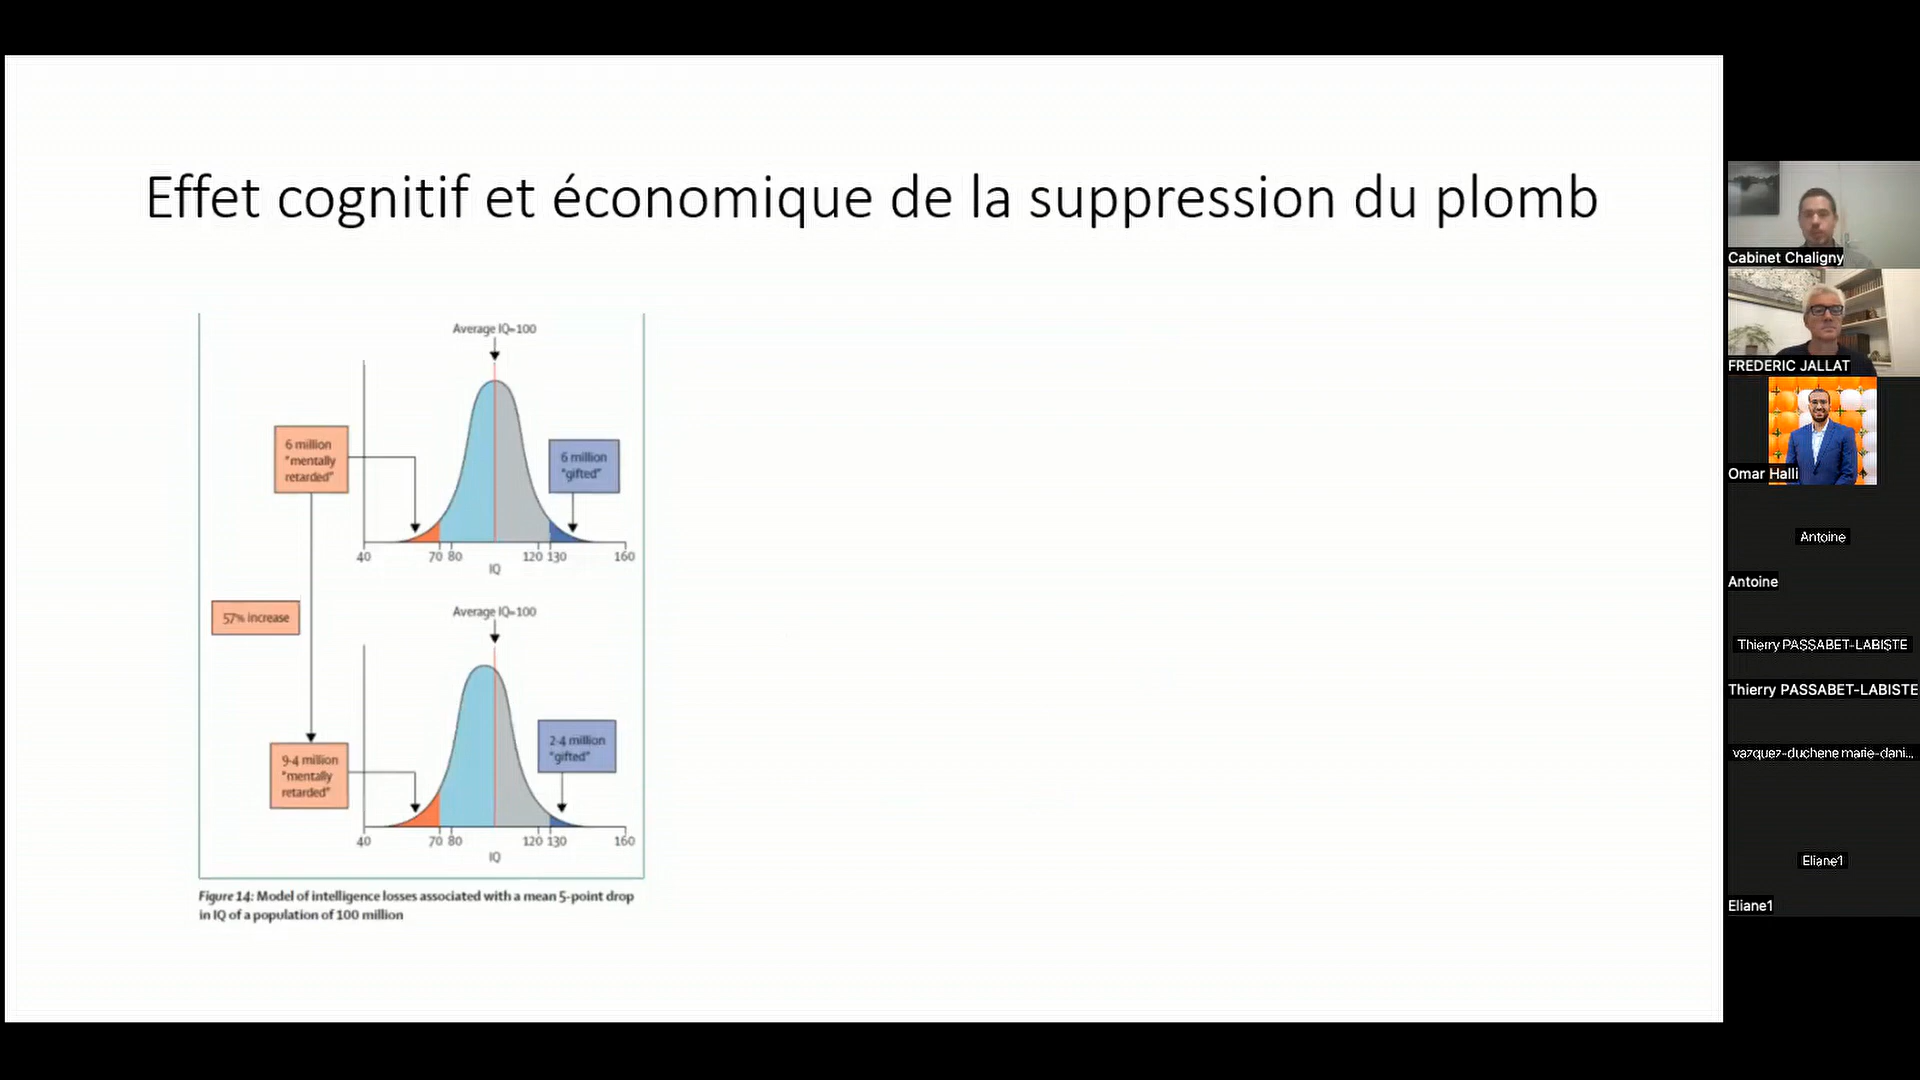 Effet cognitif et économique de la suppression du plomb
Average IQ=100
6 million
"mentally
retarded"
6 million
"gifted"
40
70 80
120 130
160
IQ
57% increase
Average IQ=100
9·4 million
"mentally
retarded"
2·4 million
"gifted"
40
70 80
120 130
160
IQ
Figure 14: Model of intelligence losses associated with a mean 5-point drop
in IQ of a population of 100 million
Cabinet Chaligny
FREDERIC JALLAT
Omar Halli
Antoine
Antoine
Thierry PASSABET-LABISTE
Thierry PASSABET-LABISTE
vazquez-duchene marie-dani...
Eliane1
Eliane1